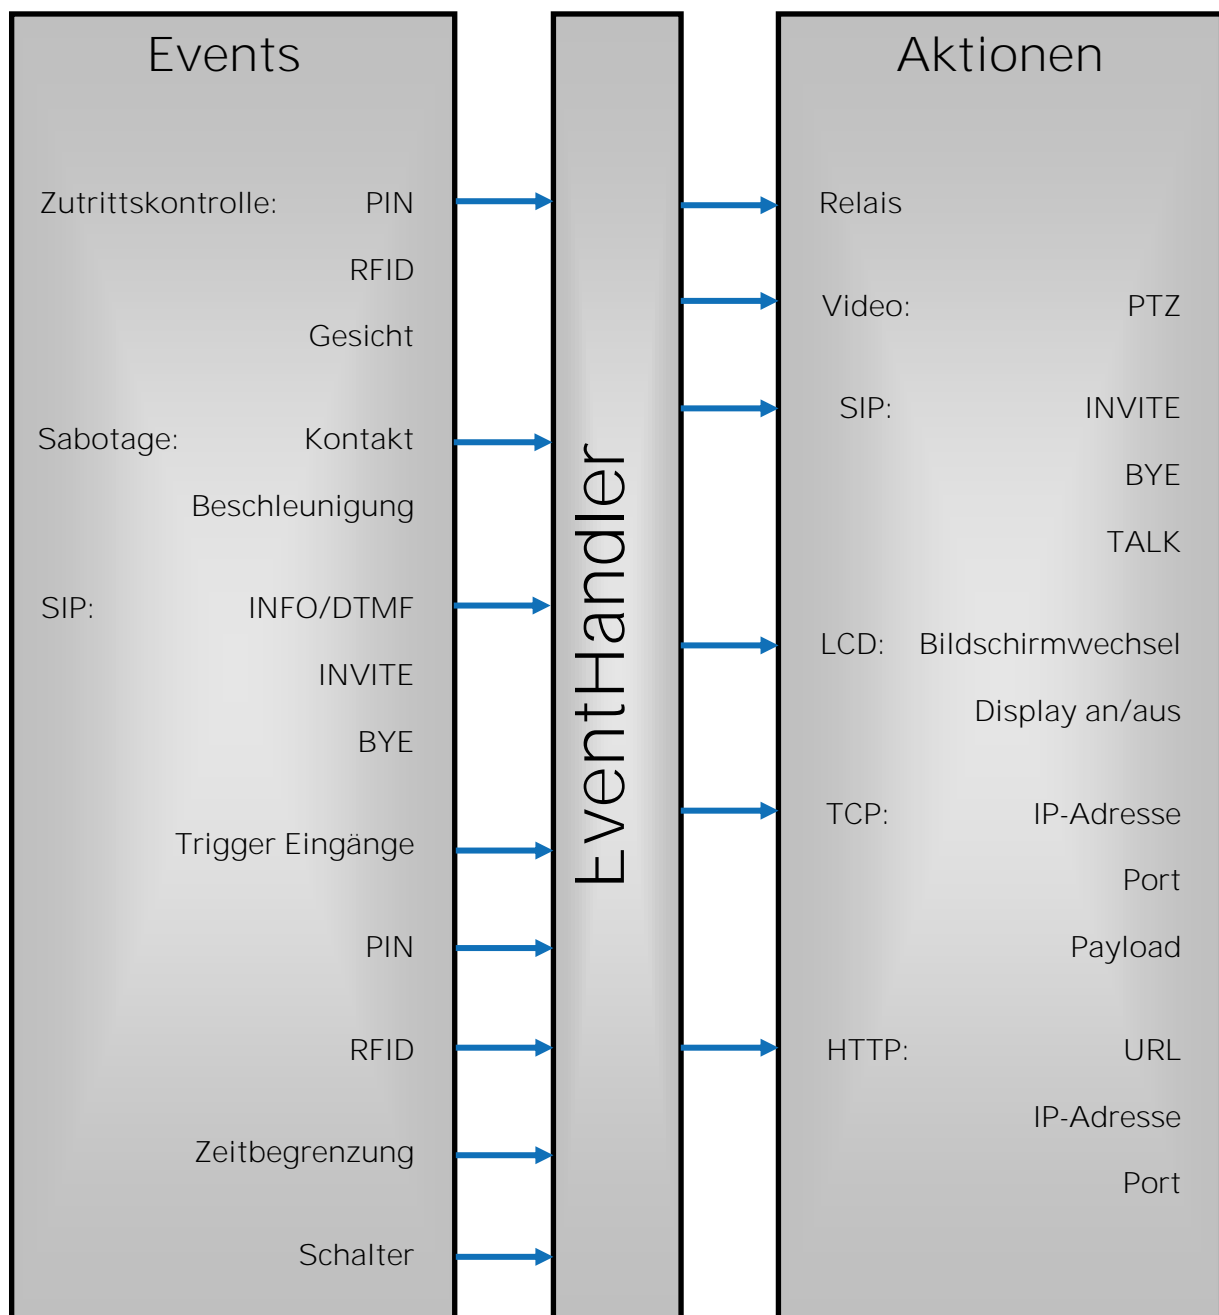 Events
Zutrittskontrolle: PIN
RFID
Gesicht
Sabotage: Kontakt
Beschleunigung
SIP: INFO/DTMF
INVITE
BYE
Trigger Eingänge
PIN
RFID
Zeitbegrenzung
Schalter
EventHandler
Aktionen
Relais
Video: PTZ
SIP: INVITE
BYE
TALK
LCD: Bildschirmwechsel
Display an/aus
TCP: IP-Adresse
Port
Payload
HTTP: URL
IP-Adresse
Port